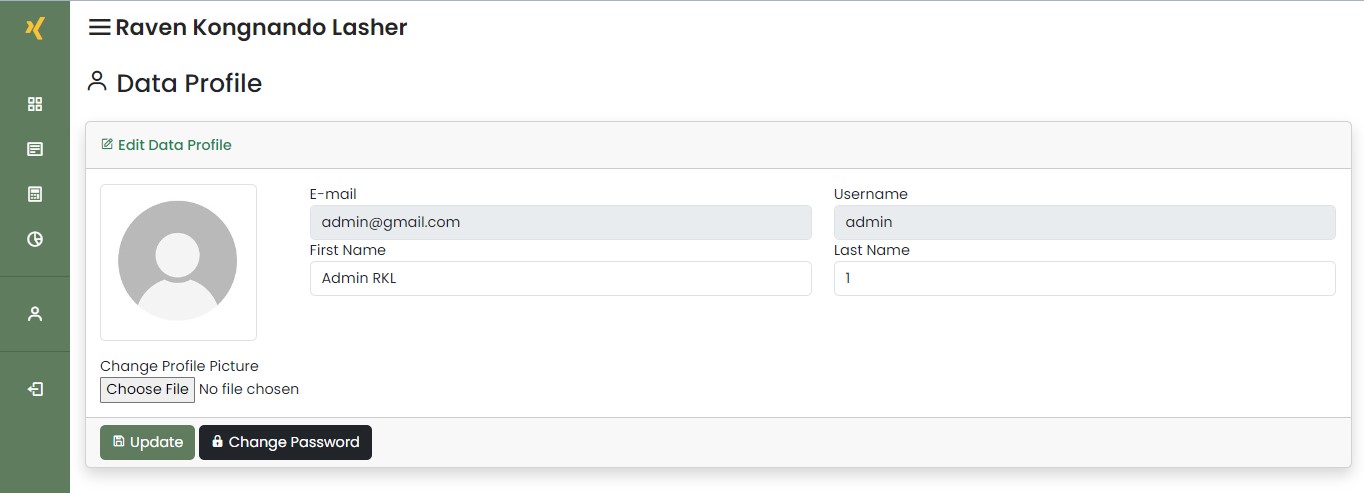 Raven Kongnando Lasher
Data Profile
Edit Data Profile
E-mail
Username
admin@gmail.com
admin
First Name
Last Name
Admin RKL
1
Change Profile Picture
Choose File No file chosen
Update Change Password